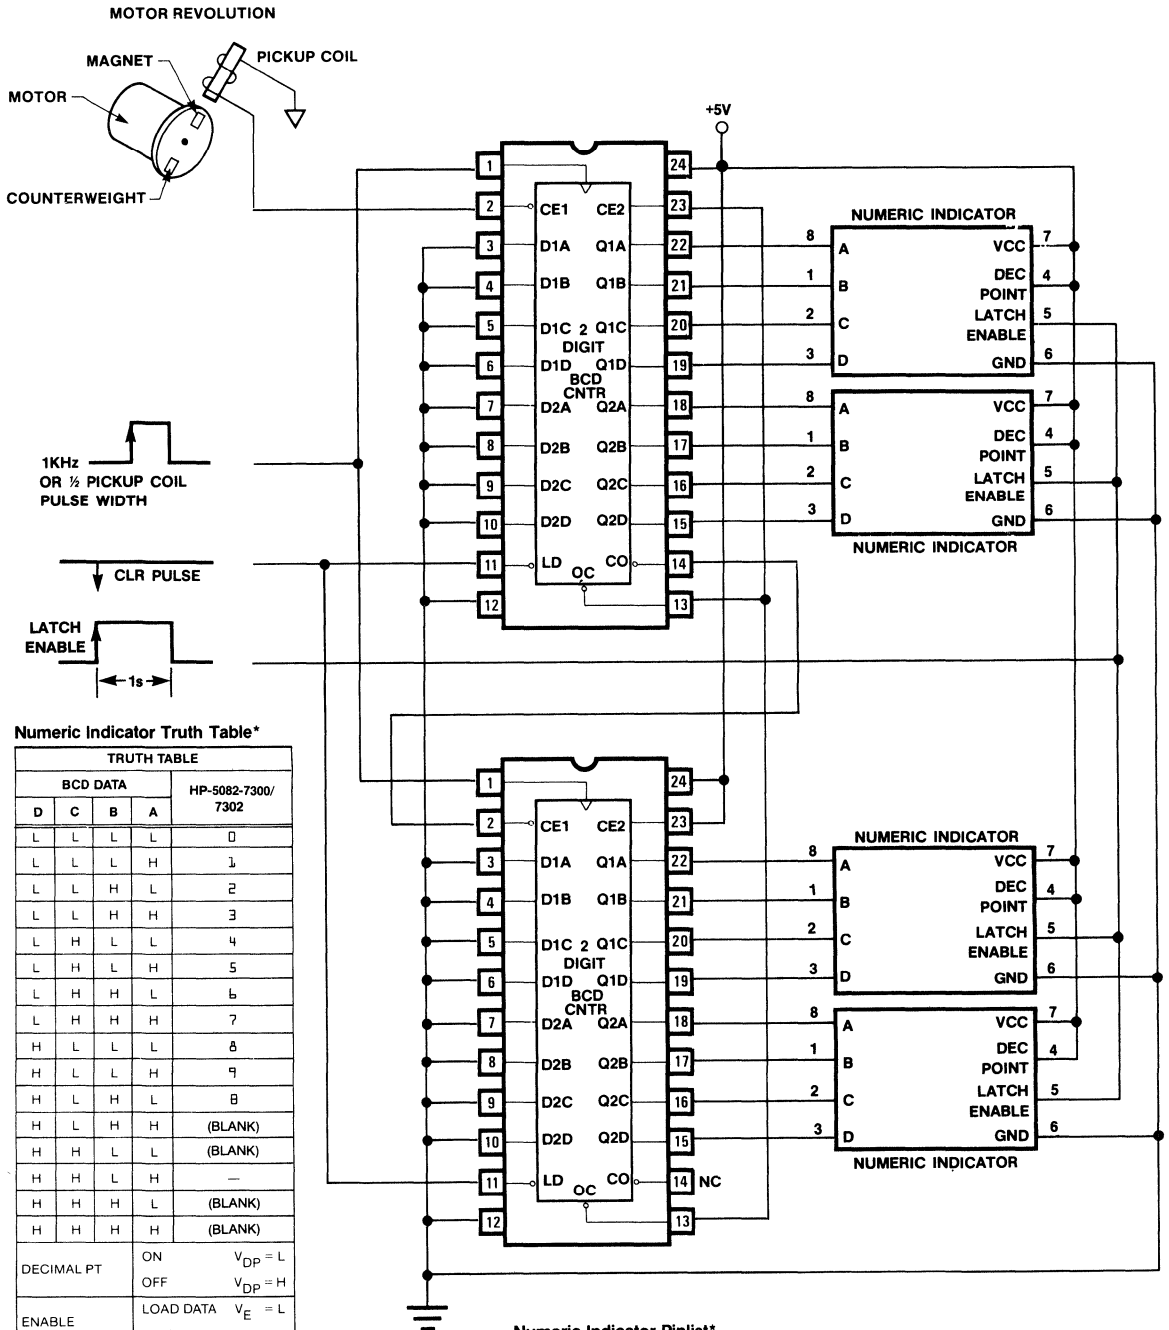 MOTOR REVOLUTION
MAGNET
PICKUP COIL
MOTOR
COUNTERWEIGHT
+5V
1 24
2 CE1 CE2 23
3 D1A Q1A 22
4 D1B Q1B 21
5 D1C 2 Q1C 20
DIGIT
6 D1D Q1D 19
BCD
CNTR
7 D2A Q2A 18
8 D2B Q2B 17
9 D2C Q2C 16
10 D2D Q2D 15
11 LD CO 14
OC
12 13
NUMERIC INDICATOR
8 A VCC 7
1 B DEC POINT 4
2 C LATCH ENABLE 5
3 D GND 6
8 A VCC 7
1 B DEC POINT 4
2 C LATCH ENABLE 5
3 D GND 6
NUMERIC INDICATOR
1KHz
OR ½ PICKUP COIL
PULSE WIDTH
CLR PULSE
LATCH
ENABLE
1s
1 24
2 CE1 CE2 23
3 D1A Q1A 22
4 D1B Q1B 21
5 D1C 2 Q1C 20
DIGIT
6 D1D Q1D 19
BCD
CNTR
7 D2A Q2A 18
8 D2B Q2B 17
9 D2C Q2C 16
10 D2D Q2D 15
11 LD CO 14 NC
OC
12 13
NUMERIC INDICATOR
8 A VCC 7
1 B DEC POINT 4
2 C LATCH ENABLE 5
3 D GND 6
8 A VCC 7
1 B DEC POINT 4
2 C LATCH ENABLE 5
3 D GND 6
NUMERIC INDICATOR
Numeric Indicator Truth Table*
TRUTH TABLE
BCD DATA HP-5082-7300/
7302
D C B A
L L L L 0
L L L H 1
L L H L 2
L L H H 3
L H L L 4
L H L H 5
L H H L 6
L H H H 7
H L L L 8
H L L H 9
H L H L 8
H L H H (BLANK)
H H L L (BLANK)
H H L H —
H H H L (BLANK)
H H H H (BLANK)
DECIMAL PT ON VDP = L
OFF VDP = H
ENABLE LOAD DATA VE = L
Numeric Indicator Pinlist*